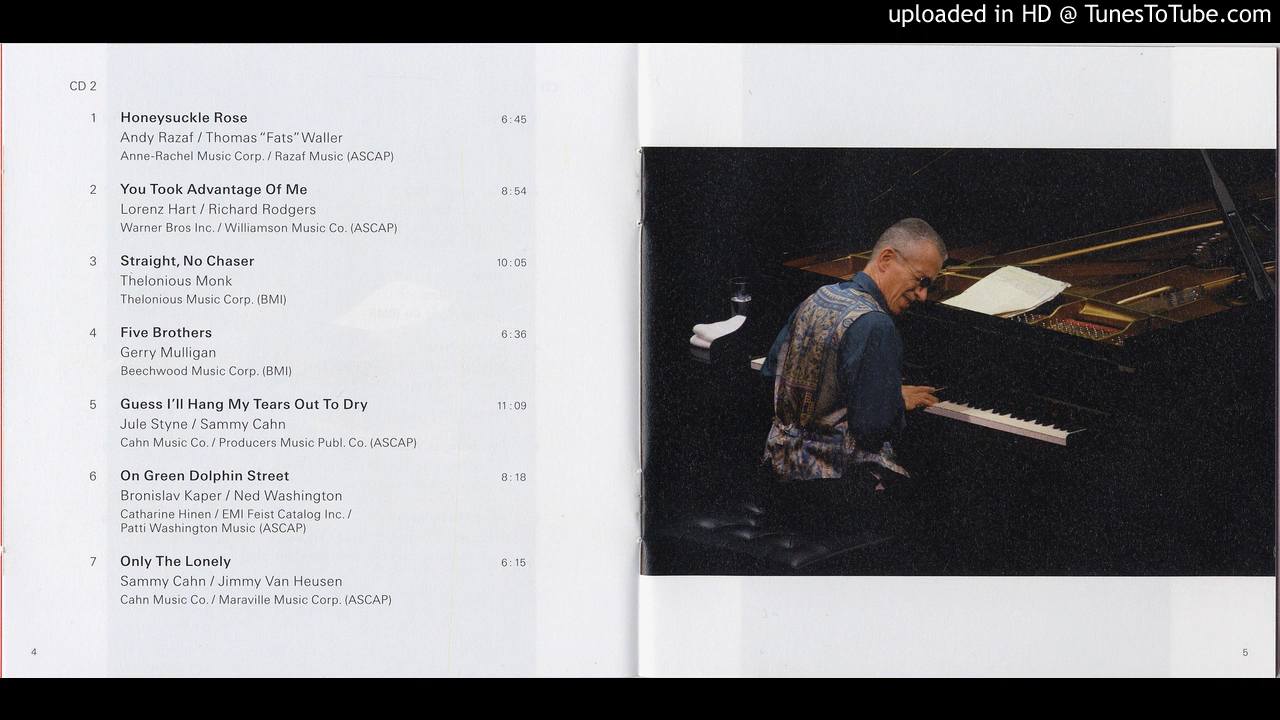 uploaded in HD @ TunesToTube.com
CD 2
1 Honeysuckle Rose 6:45
Andy Razaf / Thomas “Fats” Waller
Anne-Rachel Music Corp. / Razaf Music (ASCAP)
2 You Took Advantage Of Me 8:54
Lorenz Hart / Richard Rodgers
Warner Bros Inc. / Williamson Music Co. (ASCAP)
3 Straight, No Chaser 10:05
Thelonious Monk
Thelonious Music Corp. (BMI)
4 Five Brothers 6:36
Gerry Mulligan
Beechwood Music Corp. (BMI)
5 Guess I’ll Hang My Tears Out To Dry 11:09
Jule Styne / Sammy Cahn
Cahn Music Co. / Producers Music Publ. Co. (ASCAP)
6 On Green Dolphin Street 8:18
Bronislav Kaper / Ned Washington
Catharine Hinen / EMI Feist Catalog Inc. /
Patti Washington Music (ASCAP)
7 Only The Lonely 6:15
Sammy Cahn / Jimmy Van Heusen
Cahn Music Co. / Maraville Music Corp. (ASCAP)
4
5